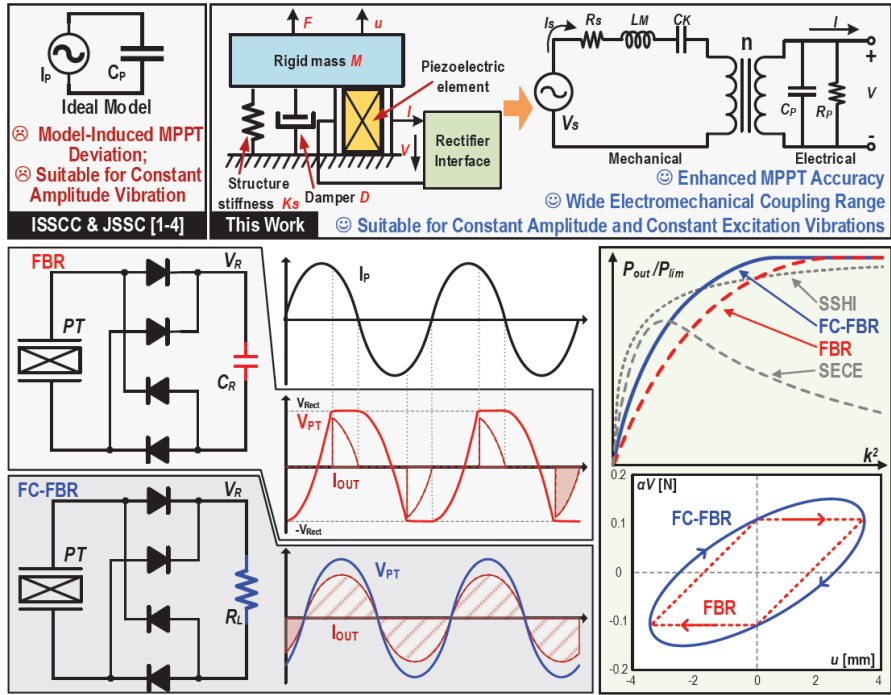 I_P
C_P
Ideal Model
☹ Model-Induced MPPT
Deviation;
☹ Suitable for Constant
Amplitude Vibration
ISSCC & JSSC [1-4]
F
u
Rigid mass M
Piezoelectric
element
I
V
Rectifier
Interface
Structure
stiffness Ks
Damper D
This Work
I_s
R_s
L_M
C_K
V_s
n
I
C_P
R_P
+
V
-
Mechanical
Electrical
☺ Enhanced MPPT Accuracy
☺ Wide Electromechanical Coupling Range
☺ Suitable for Constant Amplitude and Constant Excitation Vibrations
FBR
V_R
PT
C_R
I_P
V_Rect
V_PT
I_OUT
-V_Rect
FC-FBR
V_R
PT
R_L
V_PT
I_OUT
P_out/P_lim
SSHI
FC-FBR
FBR
SECE
k²
αV [N]
0.2
0.1
0
-0.1
-0.2
FC-FBR
FBR
u [mm]
-4
-2
0
2
4